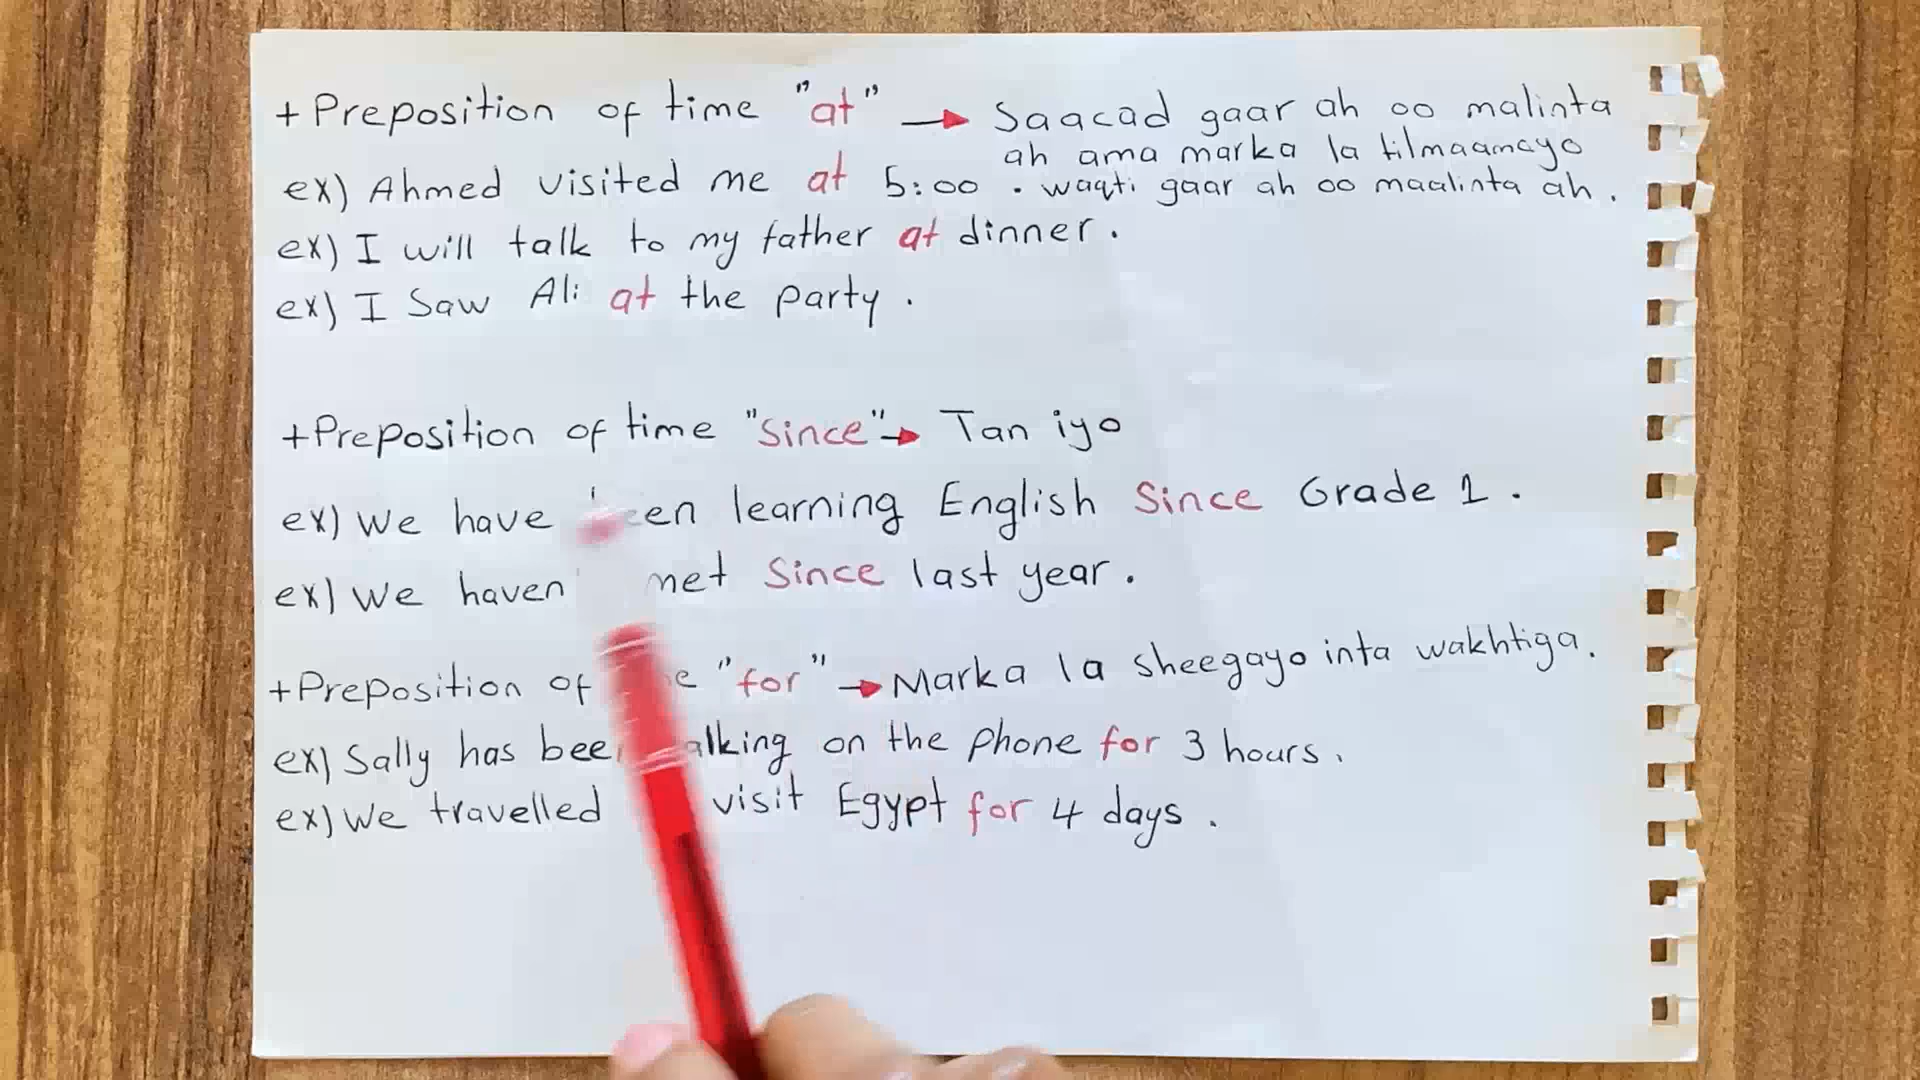 + Preposition of time "at" → Saacad gaar ah oo malinta
ah ama marka la tilmaamayo
ex) Ahmed visited me at 5:00 . waqti gaar ah oo maalinta ah .
ex) I will talk to my father at dinner .
ex) I Saw Ali at the party .
+ Preposition of time "Since" → Tan iyo
ex) We have been learning English Since Grade 1 .
ex) We haven met Since last year .
+ Preposition of "for" → Marka la sheegayo inta wakhtiga .
ex) Sally has been talking on the phone for 3 hours .
ex) We travelled visit Egypt for 4 days .